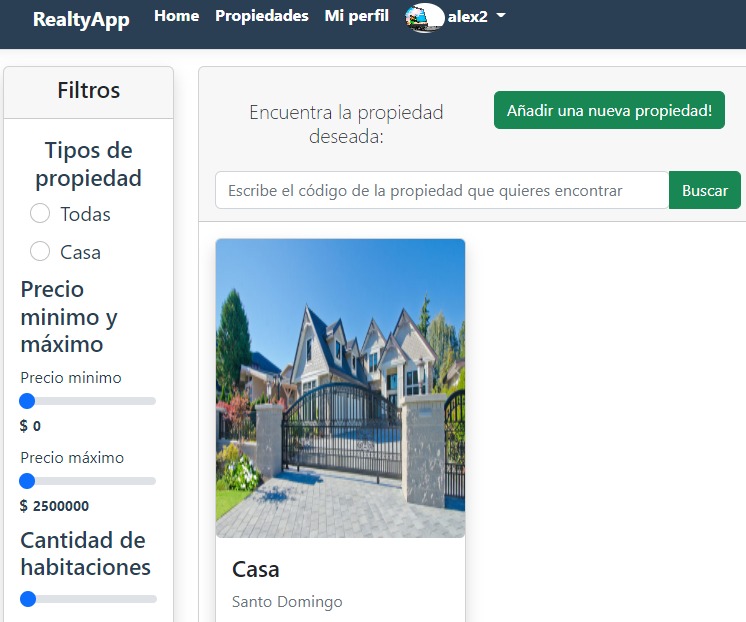 RealtyApp Home Propiedades Mi perfil alex2
Filtros
Tipos de
propiedad
Todas
Casa
Precio
minimo y
máximo
Precio minimo
$ 0
Precio máximo
$ 2500000
Cantidad de
habitaciones
Encuentra la propiedad
deseada:
Añadir una nueva propiedad!
Escribe el código de la propiedad que quieres encontrar
Buscar
Casa
Santo Domingo